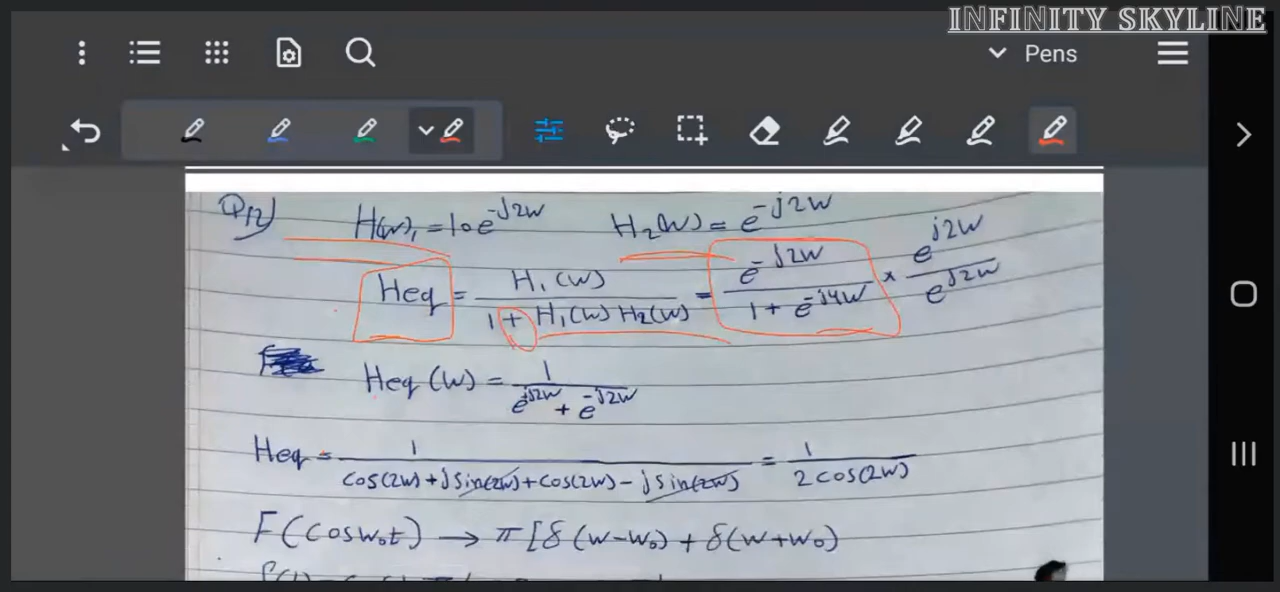 INFINITY SKYLINE
Pens
Q12) H(w)₁ = 10e^-j2w H₂(w) = e^-j2w
Heq = H₁(w) / 1 + H₁(w) H₂(w) = e^-j2w / 1 + e^-j4w × e^j2w / e^j2w
Heq (w) = 1 / e^j2w + e^-j2w
Heq = 1 / cos(2w) + j sin(2w) + cos(2w) - j sin(2w) = 1 / 2 cos(2w)
F(cos w₀t) → π [δ(w-w₀) + δ(w+w₀)